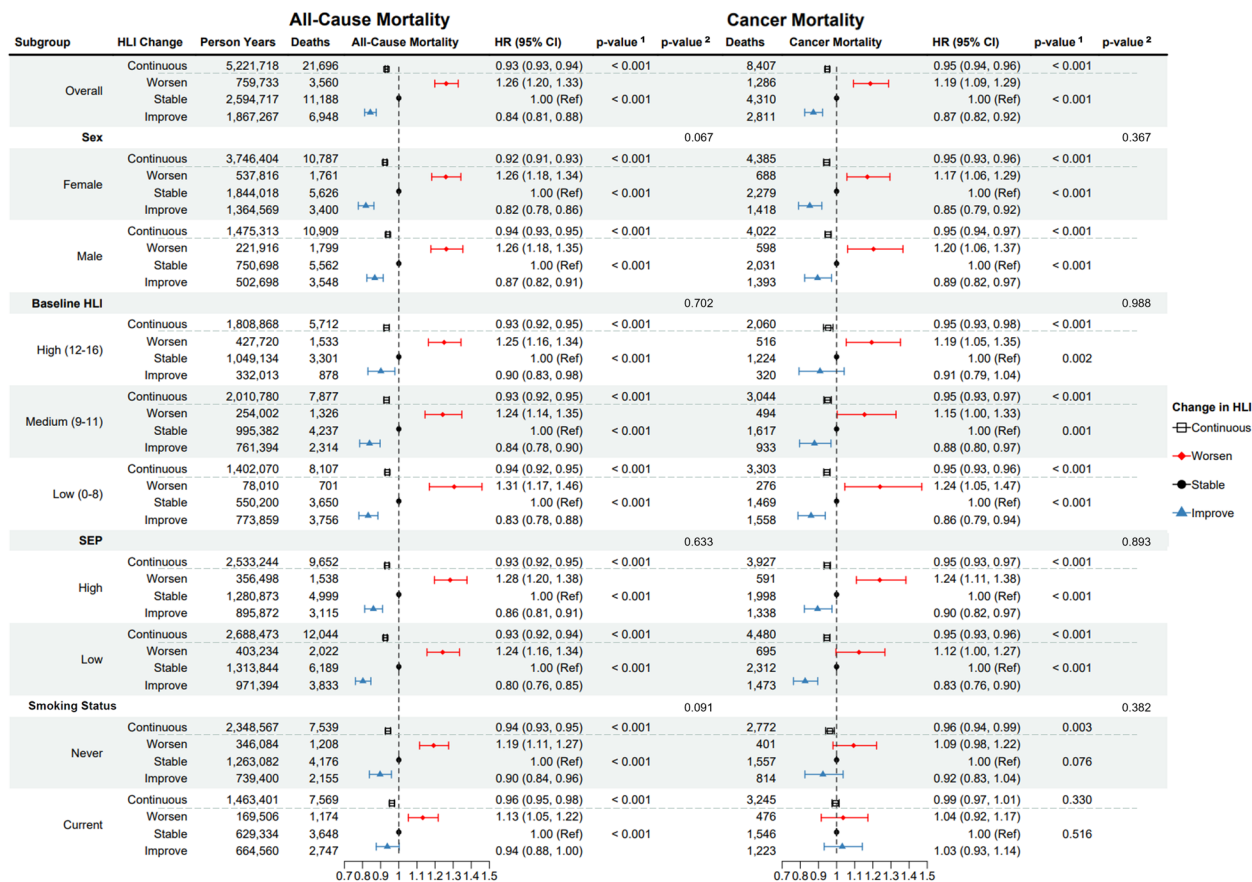 All-Cause Mortality Cancer Mortality
Subgroup HLI Change Person Years Deaths All-Cause Mortality HR (95% CI) p-value 1 p-value 2 Deaths Cancer Mortality HR (95% CI) p-value 1 p-value 2
Continuous 5,221,718 21,696 0.93 (0.93, 0.94) < 0.001 8,407 0.95 (0.94, 0.96) < 0.001
Overall
Worsen 759,733 3,560 1.26 (1.20, 1.33) 1,286 1.19 (1.09, 1.29)
Stable 2,594,717 11,188 1.00 (Ref) < 0.001 4,310 1.00 (Ref) < 0.001
Improve 1,867,267 6,948 0.84 (0.81, 0.88) 2,811 0.87 (0.82, 0.92)
Sex 0.067 0.367
Continuous 3,746,404 10,787 0.92 (0.91, 0.93) < 0.001 4,385 0.95 (0.93, 0.96) < 0.001
Female
Worsen 537,816 1,761 1.26 (1.18, 1.34) 688 1.17 (1.06, 1.29)
Stable 1,844,018 5,626 1.00 (Ref) < 0.001 2,279 1.00 (Ref) < 0.001
Improve 1,364,569 3,400 0.82 (0.78, 0.86) 1,418 0.85 (0.79, 0.92)
Continuous 1,475,313 10,909 0.94 (0.93, 0.95) < 0.001 4,022 0.95 (0.94, 0.97) < 0.001
Male
Worsen 221,916 1,799 1.26 (1.18, 1.35) 598 1.20 (1.06, 1.37)
Stable 750,698 5,562 1.00 (Ref) < 0.001 2,031 1.00 (Ref) < 0.001
Improve 502,698 3,548 0.87 (0.82, 0.91) 1,393 0.89 (0.82, 0.97)
Baseline HLI 0.702 0.988
Continuous 1,808,868 5,712 0.93 (0.92, 0.95) < 0.001 2,060 0.95 (0.93, 0.98) < 0.001
High (12-16)
Worsen 427,720 1,533 1.25 (1.16, 1.34) 516 1.19 (1.05, 1.35)
Stable 1,049,134 3,301 1.00 (Ref) < 0.001 1,224 1.00 (Ref) 0.002
Improve 332,013 878 0.90 (0.83, 0.98) 320 0.91 (0.79, 1.04)
Continuous 2,010,780 7,877 0.93 (0.92, 0.95) < 0.001 3,044 0.95 (0.93, 0.97) < 0.001
Medium (9-11)
Worsen 254,002 1,326 1.24 (1.14, 1.35) 494 1.15 (1.00, 1.33)
Stable 995,382 4,237 1.00 (Ref) < 0.001 1,617 1.00 (Ref) 0.001
Improve 761,394 2,314 0.84 (0.78, 0.90) 933 0.88 (0.80, 0.97)
Continuous 1,402,070 8,107 0.94 (0.92, 0.95) < 0.001 3,303 0.95 (0.93, 0.96) < 0.001
Low (0-8)
Worsen 78,010 701 1.31 (1.17, 1.46) 276 1.24 (1.05, 1.47)
Stable 550,200 3,650 1.00 (Ref) < 0.001 1,469 1.00 (Ref) < 0.001
Improve 773,859 3,756 0.83 (0.78, 0.88) 1,558 0.86 (0.79, 0.94)
SEP 0.633 0.893
Continuous 2,533,244 9,652 0.93 (0.92, 0.95) < 0.001 3,927 0.95 (0.93, 0.97) < 0.001
High
Worsen 356,498 1,538 1.28 (1.20, 1.38) 591 1.24 (1.11, 1.38)
Stable 1,280,873 4,999 1.00 (Ref) < 0.001 1,998 1.00 (Ref) < 0.001
Improve 895,872 3,115 0.86 (0.81, 0.91) 1,338 0.90 (0.82, 0.97)
Continuous 2,688,473 12,044 0.93 (0.92, 0.94) < 0.001 4,480 0.95 (0.93, 0.96) < 0.001
Low
Worsen 403,234 2,022 1.24 (1.16, 1.34) 695 1.12 (1.00, 1.27)
Stable 1,313,844 6,189 1.00 (Ref) < 0.001 2,312 1.00 (Ref) < 0.001
Improve 971,394 3,833 0.80 (0.76, 0.85) 1,473 0.83 (0.76, 0.90)
Smoking Status 0.091 0.382
Continuous 2,348,567 7,539 0.94 (0.93, 0.95) < 0.001 2,772 0.96 (0.94, 0.99) 0.003
Never
Worsen 346,084 1,208 1.19 (1.11, 1.27) 401 1.09 (0.98, 1.22)
Stable 1,263,082 4,176 1.00 (Ref) < 0.001 1,557 1.00 (Ref) 0.076
Improve 739,400 2,155 0.90 (0.84, 0.96) 814 0.92 (0.83, 1.04)
Continuous 1,463,401 7,569 0.96 (0.95, 0.98) < 0.001 3,245 0.99 (0.97, 1.01) 0.330
Current
Worsen 169,506 1,174 1.13 (1.05, 1.22) 476 1.04 (0.92, 1.17)
Stable 629,334 3,648 1.00 (Ref) < 0.001 1,546 1.00 (Ref) 0.516
Improve 664,560 2,747 0.94 (0.88, 1.00) 1,223 1.03 (0.93, 1.14)
0.7 0.8 0.9 1 1.1 1.2 1.3 1.4 1.5 0.7 0.8 0.9 1 1.1 1.2 1.3 1.4 1.5
Change in HLI
Continuous
Worsen
Stable
Improve